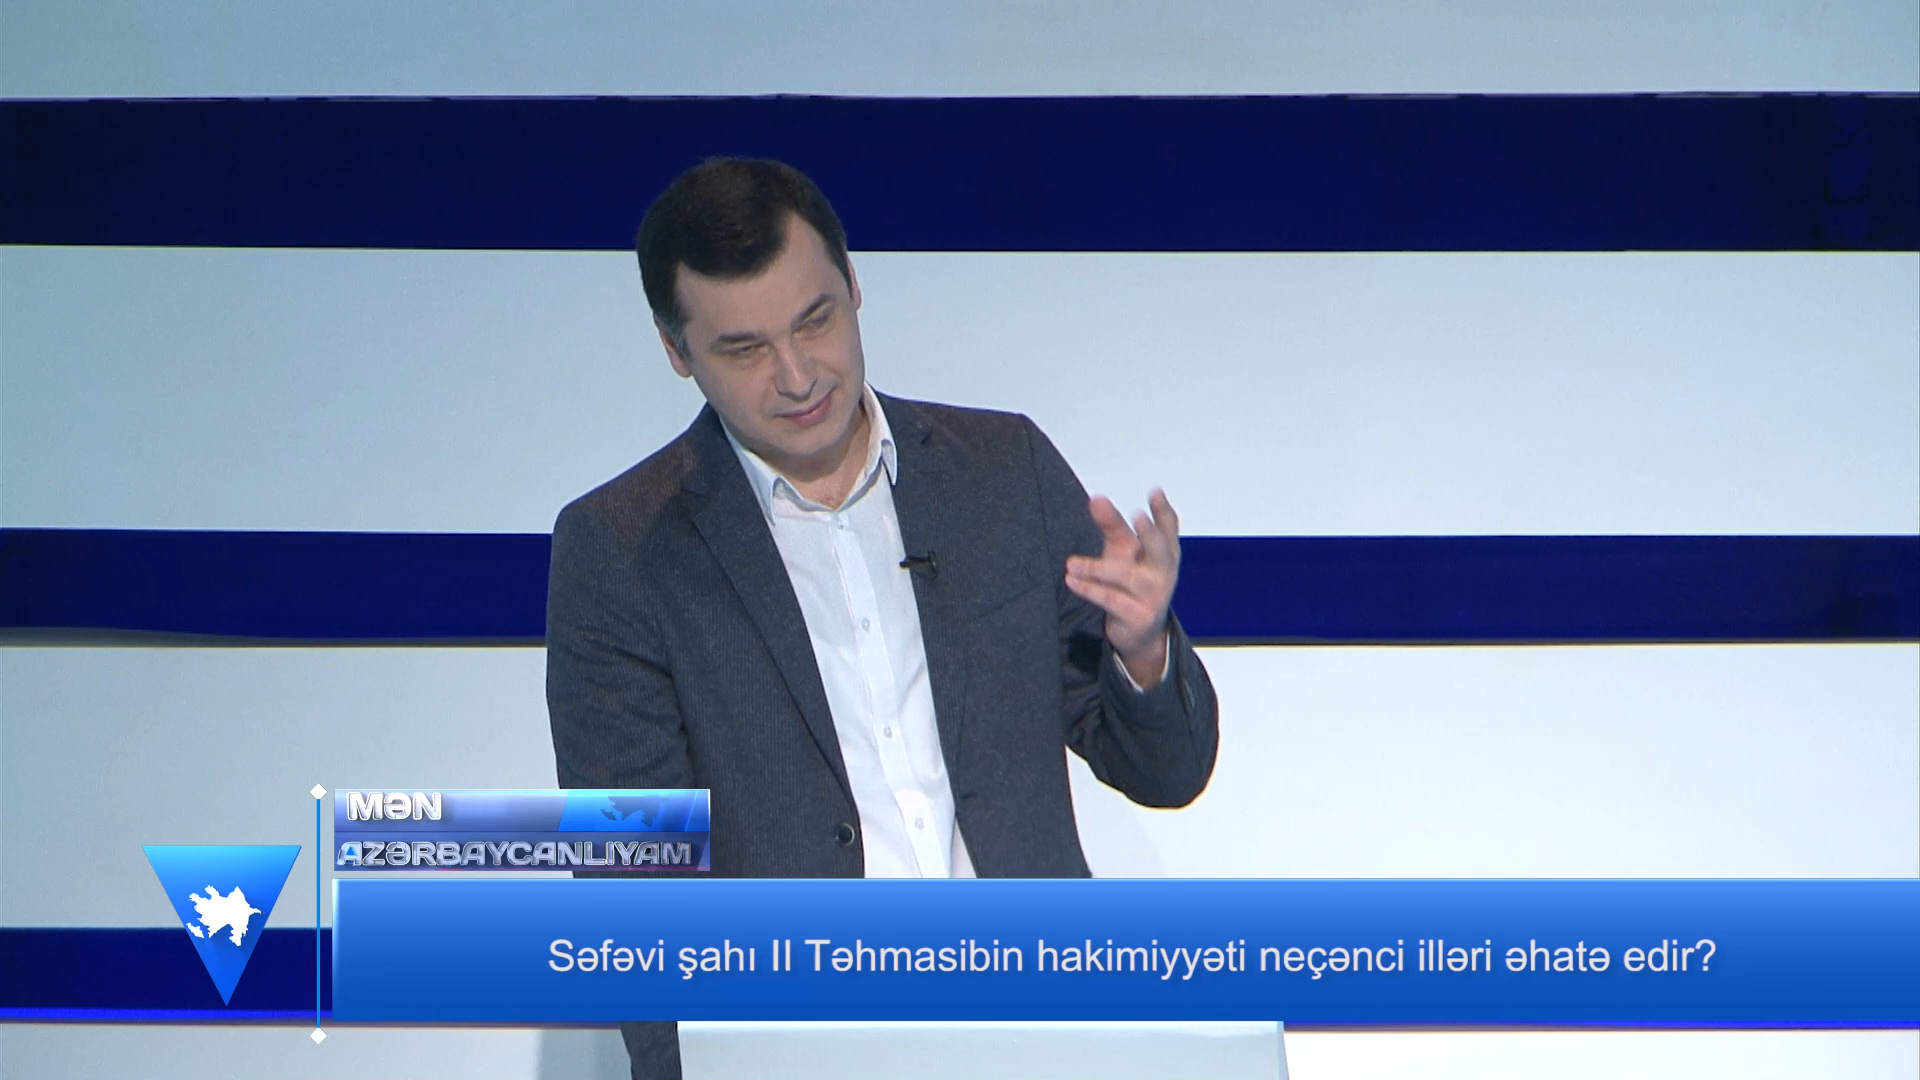 MƏN
AZƏRBAYCANLIYAM
Səfəvi şahı II Təhmasibin hakimiyyəti neçənci illəri əhatə edir?